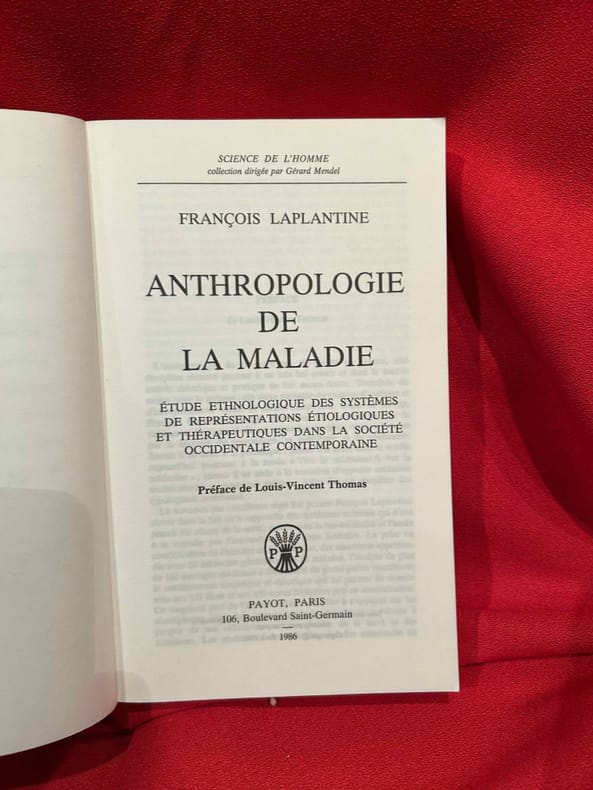 SCIENCE DE L'HOMME
collection dirigée par Gérard Mendel
FRANÇOIS LAPLANTINE
ANTHROPOLOGIE
DE
LA MALADIE
ÉTUDE ETHNOLOGIQUE DES SYSTÈMES
DE REPRÉSENTATIONS ÉTIOLOGIQUES
ET THÉRAPEUTIQUES DANS LA SOCIÉTÉ
OCCIDENTALE CONTEMPORAINE
Préface de Louis-Vincent Thomas
P P
PAYOT, PARIS
106, Boulevard Saint-Germain
1986